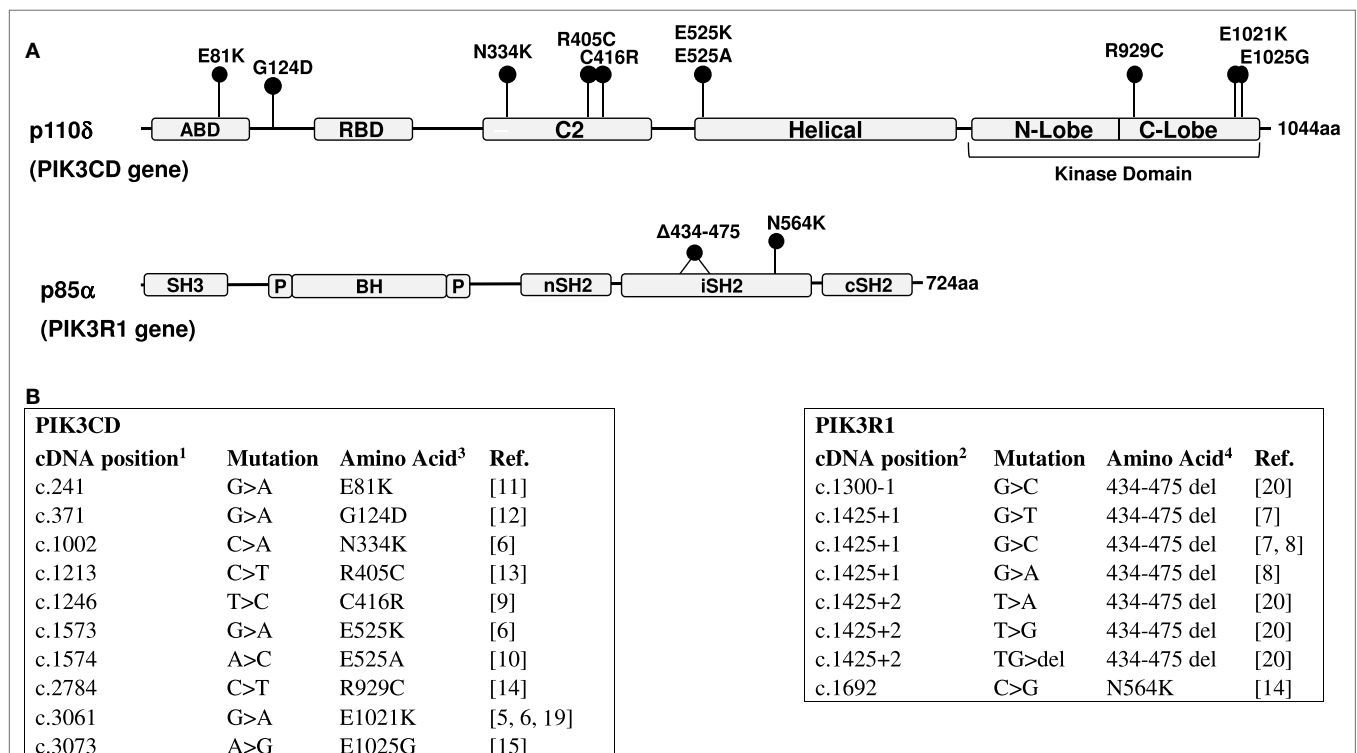 A
E81K
G124D
N334K
R405C
C416R
E525K
E525A
R929C
E1021K
E1025G
p110δ
ABD
RBD
C2
Helical
N-Lobe
C-Lobe
1044aa
(PIK3CD gene)
Kinase Domain
Δ434-475
N564K
p85α
SH3
P
BH
P
nSH2
iSH2
cSH2
724aa
(PIK3R1 gene)
B
PIK3CD
cDNA position1 Mutation Amino Acid3 Ref.
c.241 G>A E81K [11]
c.371 G>A G124D [12]
c.1002 C>A N334K [6]
c.1213 C>T R405C [13]
c.1246 T>C C416R [9]
c.1573 G>A E525K [6]
c.1574 A>C E525A [10]
c.2784 C>T R929C [14]
c.3061 G>A E1021K [5, 6, 19]
c.3073 A>G E1025G [15]
PIK3R1
cDNA position2 Mutation Amino Acid4 Ref.
c.1300-1 G>C 434-475 del [20]
c.1425+1 G>T 434-475 del [7]
c.1425+1 G>C 434-475 del [7, 8]
c.1425+1 G>A 434-475 del [8]
c.1425+2 T>A 434-475 del [20]
c.1425+2 T>G 434-475 del [20]
c.1425+2 TG>del 434-475 del [20]
c.1692 C>G N564K [14]